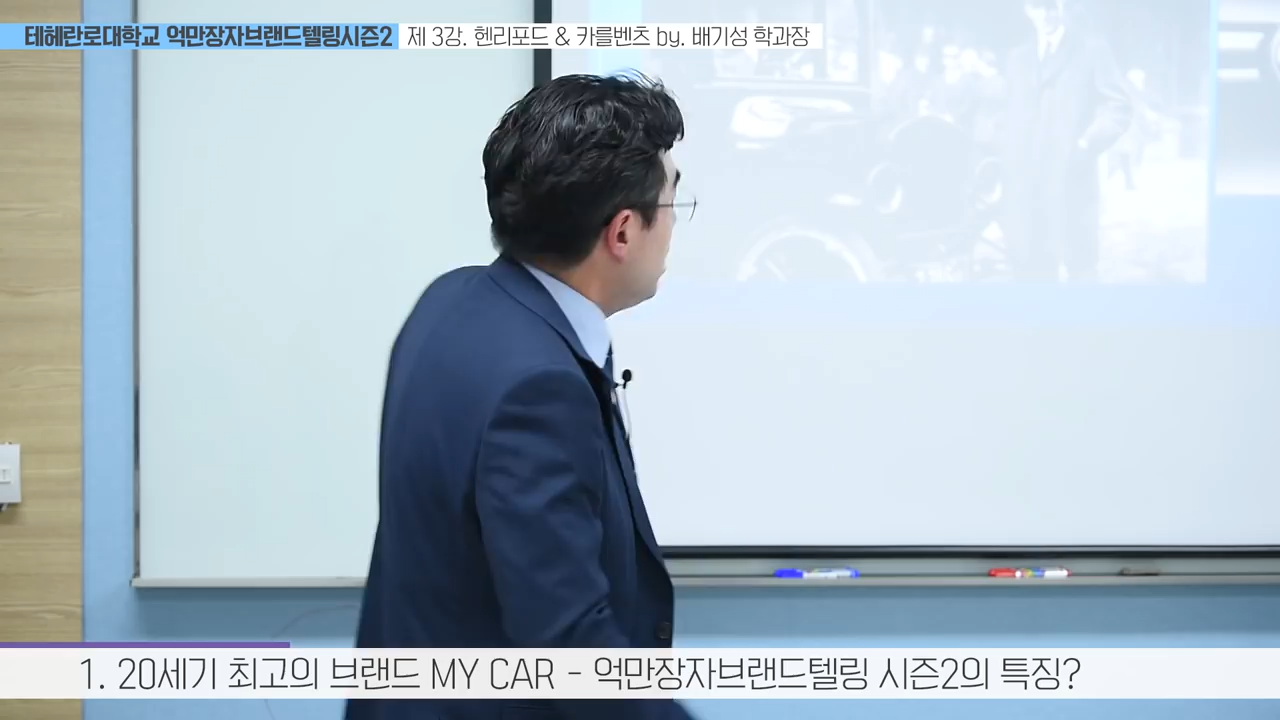 테헤란로대학교 억만장자브랜드텔링시즌2 제 3강. 헨리포드 & 카를벤츠 by. 배기성 학과장
1. 20세기 최고의 브랜드 MY CAR - 억만장자브랜드텔링 시즌2의 특징?